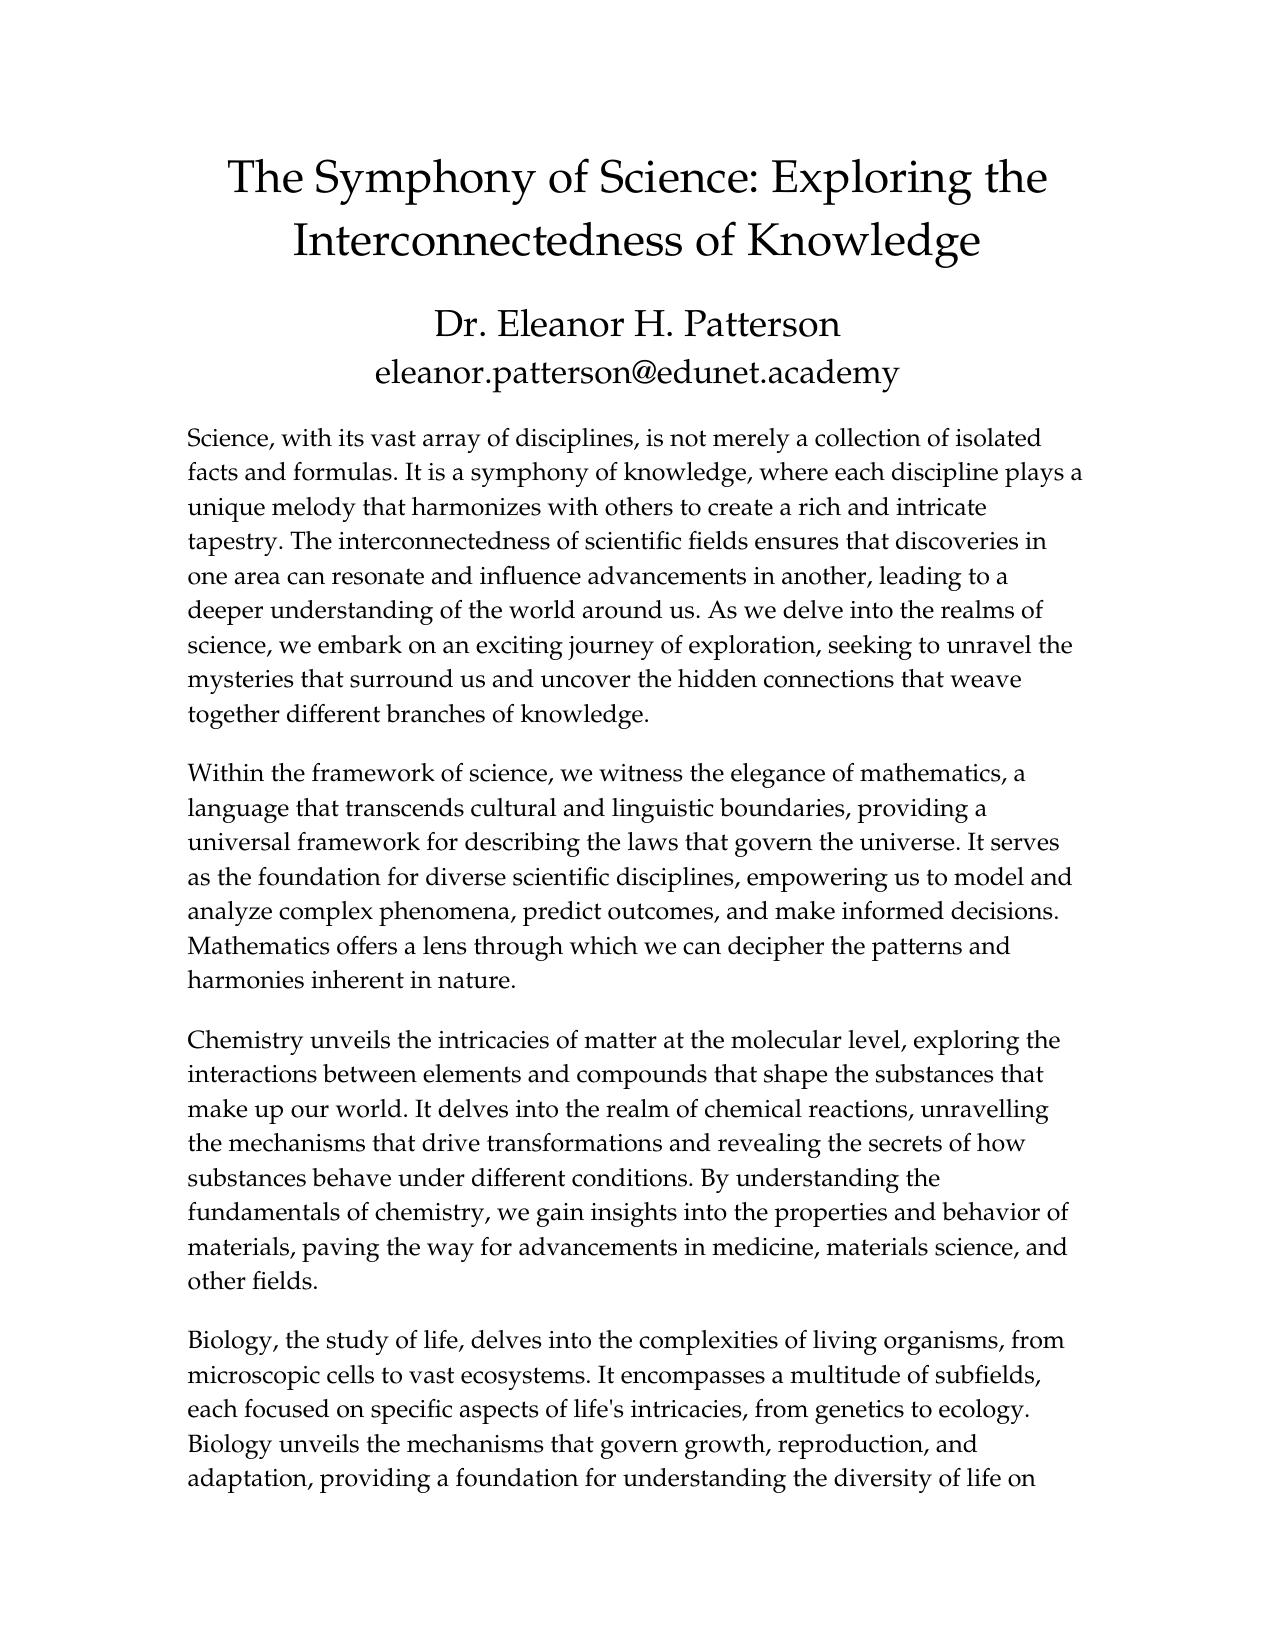 The Symphony of Science: Exploring the
Interconnectedness of Knowledge
Dr. Eleanor H. Patterson
eleanor.patterson@edunet.academy
Science, with its vast array of disciplines, is not merely a collection of isolated
facts and formulas. It is a symphony of knowledge, where each discipline plays a
unique melody that harmonizes with others to create a rich and intricate
tapestry. The interconnectedness of scientific fields ensures that discoveries in
one area can resonate and influence advancements in another, leading to a
deeper understanding of the world around us. As we delve into the realms of
science, we embark on an exciting journey of exploration, seeking to unravel the
mysteries that surround us and uncover the hidden connections that weave
together different branches of knowledge.
Within the framework of science, we witness the elegance of mathematics, a
language that transcends cultural and linguistic boundaries, providing a
universal framework for describing the laws that govern the universe. It serves
as the foundation for diverse scientific disciplines, empowering us to model and
analyze complex phenomena, predict outcomes, and make informed decisions.
Mathematics offers a lens through which we can decipher the patterns and
harmonies inherent in nature.
Chemistry unveils the intricacies of matter at the molecular level, exploring the
interactions between elements and compounds that shape the substances that
make up our world. It delves into the realm of chemical reactions, unravelling
the mechanisms that drive transformations and revealing the secrets of how
substances behave under different conditions. By understanding the
fundamentals of chemistry, we gain insights into the properties and behavior of
materials, paving the way for advancements in medicine, materials science, and
other fields.
Biology, the study of life, delves into the complexities of living organisms, from
microscopic cells to vast ecosystems. It encompasses a multitude of subfields,
each focused on specific aspects of life's intricacies, from genetics to ecology.
Biology unveils the mechanisms that govern growth, reproduction, and
adaptation, providing a foundation for understanding the diversity of life on